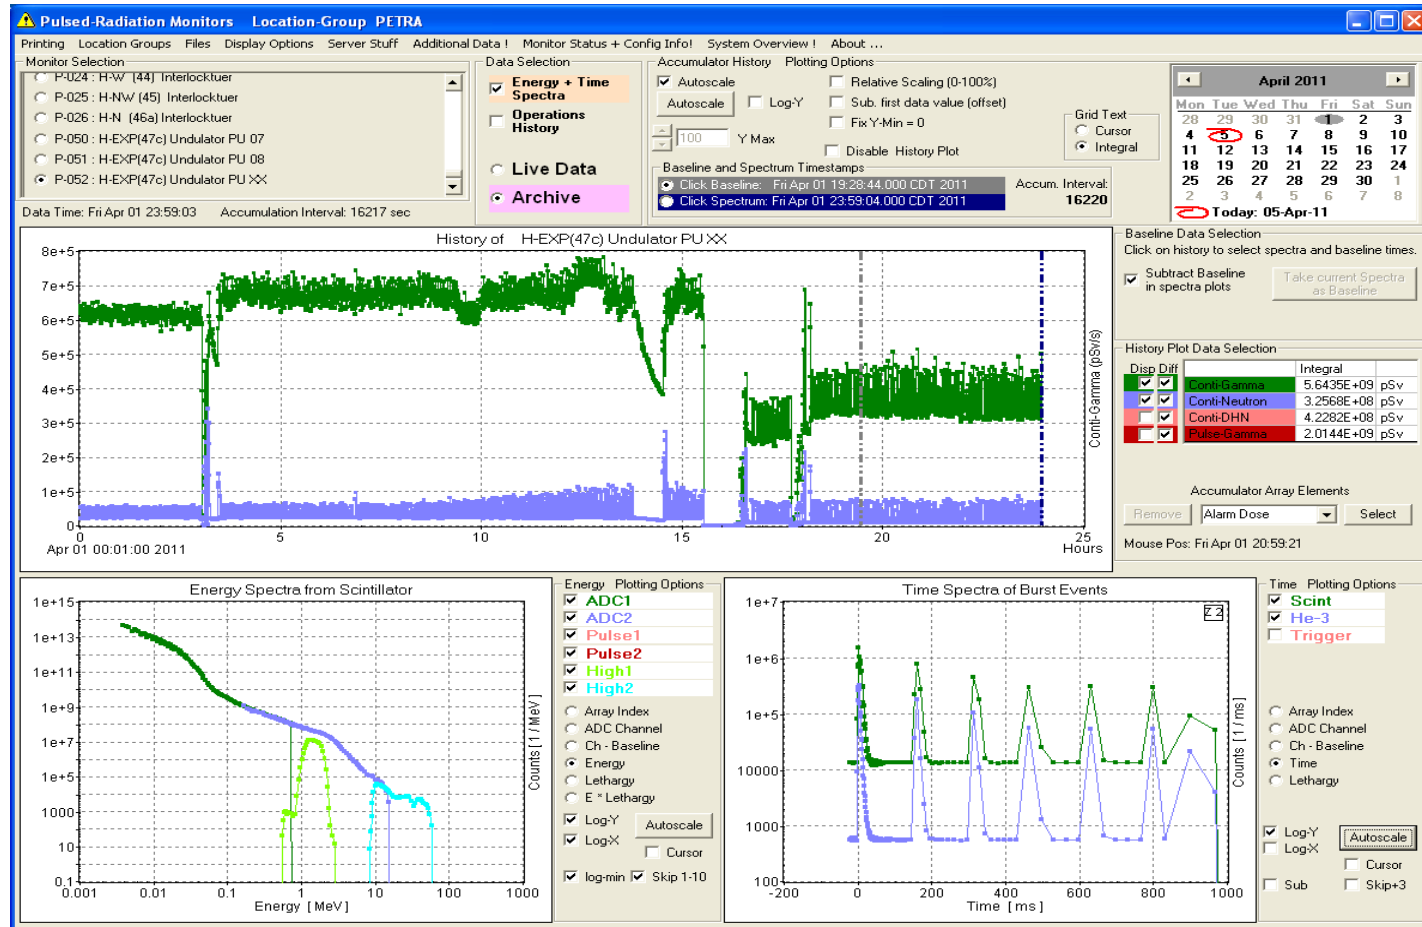 Pulsed-Radiation Monitors Location-Group PETRA
Printing Location Groups Files Display Options Server Stuff Additional Data ! Monitor Status + Config Info! System Overview ! About ...
Monitor Selection
P-024 : H-W (44) Interlocktuer
P-025 : H-NW (45) Interlocktuer
P-026 : H-N (46a) Interlocktuer
P-050 : H-EXP(47c) Undulator PU 07
P-051 : H-EXP(47c) Undulator PU 08
P-052 : H-EXP(47c) Undulator PU XX
Data Time: Fri Apr 01 23:59:03 Accumulation Interval: 16217 sec
Data Selection
Energy + Time
Spectra
Operations
History
Live Data
Archive
Accumulator History Plotting Options
Autoscale
Relative Scaling (0-100%)
Autoscale
Log-Y
Sub. first data value (offset)
Fix Y-Min = 0
100
Y Max
Disable History Plot
Grid Text
Cursor
Integral
Baseline and Spectrum Timestamps
Click Baseline: Fri Apr 01 19:28:44.000 CDT 2011
Click Spectrum: Fri Apr 01 23:59:04.000 CDT 2011
Accum. Interval:
16220
April 2011
Mon Tue Wed Thu Fri Sat Sun
28 29 30 31 1 2 3
4 5 6 7 8 9 10
11 12 13 14 15 16 17
18 19 20 21 22 23 24
25 26 27 28 29 30 1
2 3 4 5 6 7 8
Today: 05-Apr-11
History of H-EXP(47c) Undulator PU XX
8e+5
7e+5
6e+5
5e+5
4e+5
3e+5
2e+5
1e+5
0
0 5 10 15 20 25
Apr 01 00:01:00 2011
Hours
Conti-Gamma (pSv/s)
Baseline Data Selection
Click on history to select spectra and baseline times.
Subtract Baseline
in spectra plots
Take current Spectra
as Baseline
History Plot Data Selection
Disp Diff Integral
Conti-Gamma 5.6435E+09 pSv
Conti-Neutron 3.2568E+08 pSv
Conti-DHN 4.2282E+08 pSv
Pulse-Gamma 2.0144E+09 pSv
Accumulator Array Elements
Remove Alarm Dose Select
Mouse Pos: Fri Apr 01 20:59:21
Energy Spectra from Scintillator
1e+15
1e+13
1e+11
1e+9
1e+7
1e+5
1000
10
0.1
0.001 0.01 0.1 1 10 100 1000
Energy [ MeV ]
Counts [ 1 / MeV ]
Energy Plotting Options
ADC1
ADC2
Pulse1
Pulse2
High1
High2
Array Index
ADC Channel
Ch - Baseline
Energy
Lethargy
E * Lethargy
Log-Y
Autoscale
Log-X
Cursor
log-min
Skip 1-10
Time Spectra of Burst Events
Z 2
1e+7
1e+6
1e+5
10000
1000
100
-200 0 200 400 600 800 1000
Time [ ms ]
Counts [ 1 / ms ]
Time Plotting Options
Scint
He-3
Trigger
Array Index
ADC Channel
Ch - Baseline
Time
Lethargy
Log-Y
Autoscale
Log-X
Cursor
Sub
Skip+3